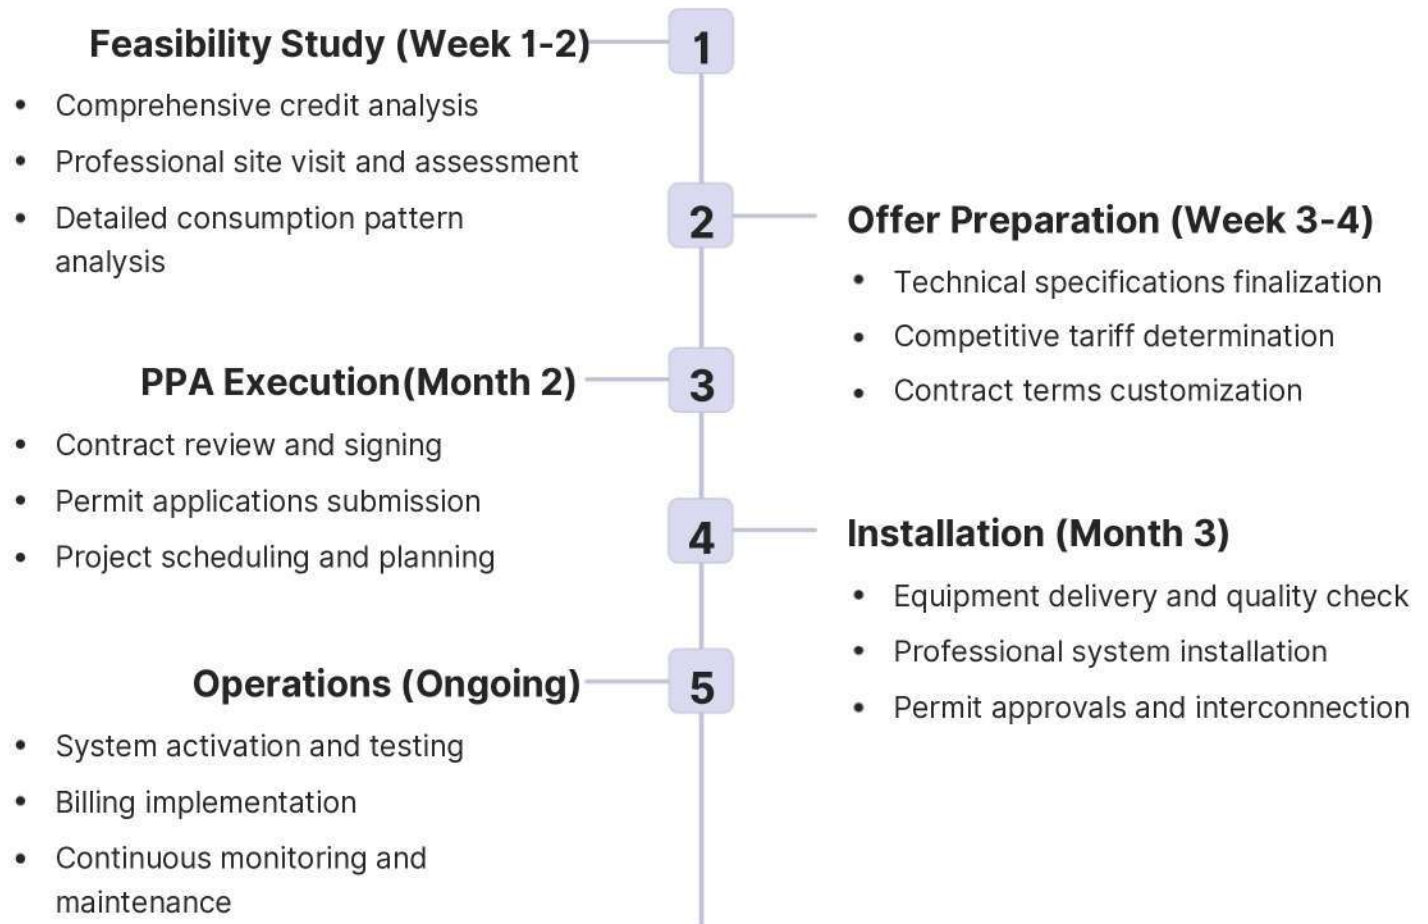 Feasibility Study (Week 1-2)
1
• Comprehensive credit analysis
• Professional site visit and assessment
• Detailed consumption pattern
analysis
2
Offer Preparation (Week 3-4)
• Technical specifications finalization
• Competitive tariff determination
• Contract terms customization
PPA Execution(Month 2)
3
• Contract review and signing
• Permit applications submission
• Project scheduling and planning
4
Installation (Month 3)
• Equipment delivery and quality check
• Professional system installation
• Permit approvals and interconnection
Operations (Ongoing)
5
• System activation and testing
• Billing implementation
• Continuous monitoring and
maintenance